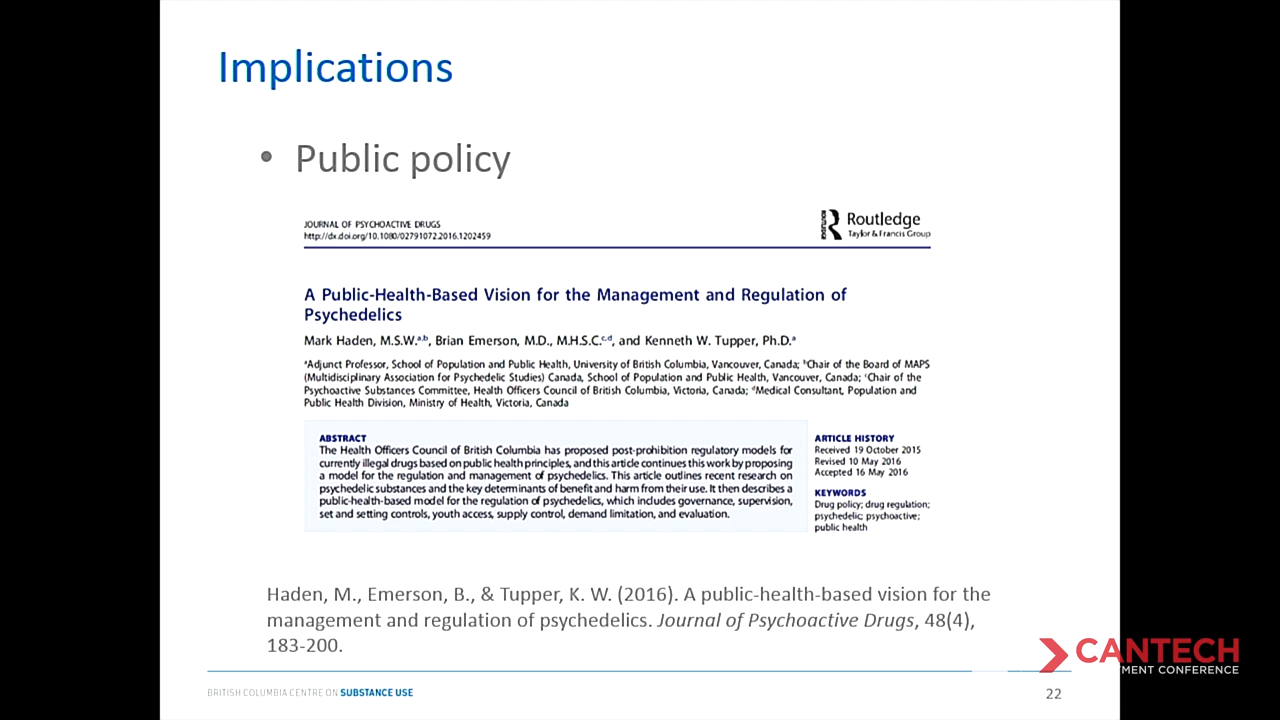 Implications
• Public policy
JOURNAL OF PSYCHOACTIVE DRUGS
http://dx.doi.org/10.1080/02791072.2016.1202459
ROUTLEDGE
Routledge
Taylor & Francis Group
A Public-Health-Based Vision for the Management and Regulation of
Psychedelics
Mark Haden, M.S.W.a,b, Brian Emerson, M.D., M.H.S.C.c,d, and Kenneth W. Tupper, Ph.D.a
aAdjunct Professor, School of Population and Public Health, University of British Columbia, Vancouver, Canada; bChair of the Board of MAPS
(Multidisciplinary Association for Psychedelic Studies) Canada, School of Population and Public Health, Vancouver, Canada; cChair of the
Psychoactive Substances Committee, Health Officers Council of British Columbia, Victoria, Canada; dMedical Consultant, Population and
Public Health Division, Ministry of Health, Victoria, Canada
ABSTRACT
The Health Officers Council of British Columbia has proposed post-prohibition regulatory models for
currently illegal drugs based on public health principles, and this article continues this work by proposing
a model for the regulation and management of psychedelics. This article outlines recent research on
psychedelic substances and the key determinants of benefit and harm from their use. It then describes a
public-health-based model for the regulation of psychedelics, which includes governance, supervision,
set and setting controls, youth access, supply control, demand limitation, and evaluation.
ARTICLE HISTORY
Received 19 October 2015
Revised 10 May 2016
Accepted 16 May 2016
KEYWORDS
Drug policy; drug regulation;
psychedelic; psychoactive;
public health
Haden, M., Emerson, B., & Tupper, K. W. (2016). A public-health-based vision for the
management and regulation of psychedelics. Journal of Psychoactive Drugs, 48(4),
183-200.
CANTECH
MENT CONFERENCE
BRITISH COLUMBIA CENTRE ON SUBSTANCE USE
22